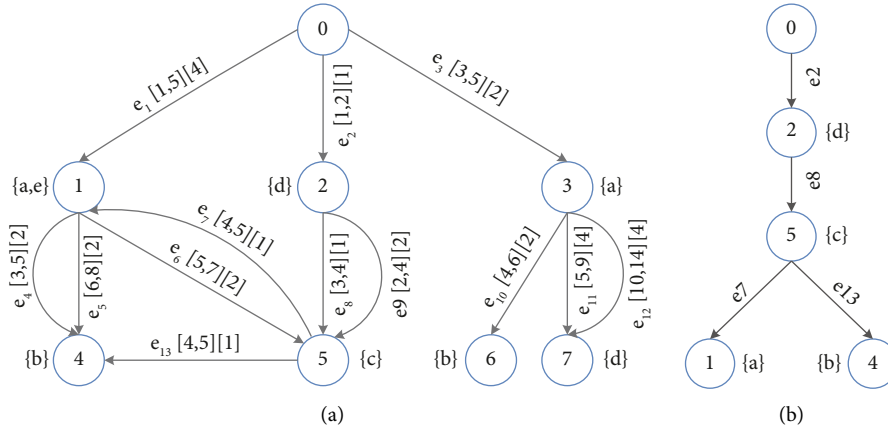 0
0
e1 [1,5][4]
e2 [1,2][1]
e3 [3,5][2]
e2
2
{d}
{a,e}
1
{d}
2
3
{a}
e8
e7 [4,5][1]
e4 [3,5][2]
e5 [6,8][2]
e6 [5,7][2]
e8 [3,4][1]
e9 [2,4][2]
e10 [4,6][2]
e11 [5,9][4]
e12 [10,14][4]
5
{c}
e7
e13
e13 [4,5][1]
{b}
4
5
{c}
{b}
6
7
{d}
1
{a}
{b}
4
(a)
(b)